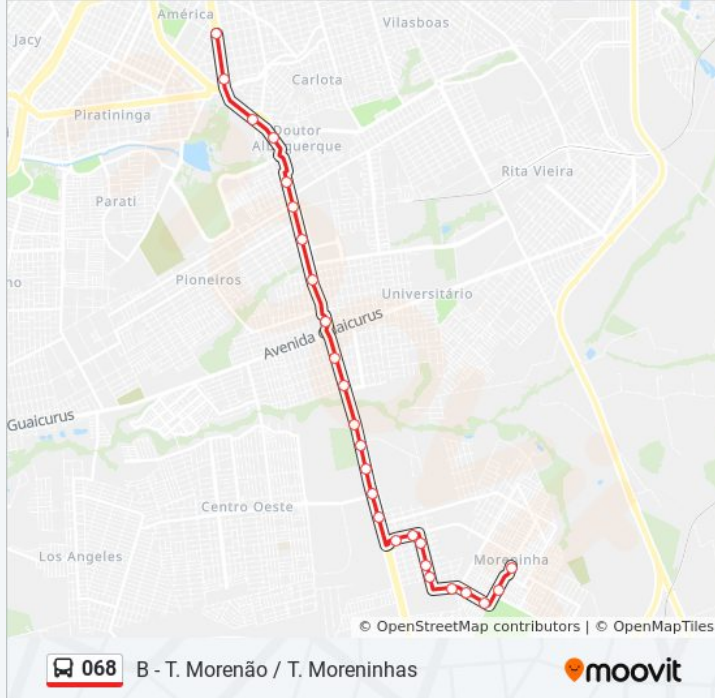 América
Vilasboas
Jacy
Carlota
Piratininga
Doutor
Albuquerque
Rita Vieira
Parati
Pioneiros
Universitário
Avenida Guaicurus
Guaicurus
Centro Oeste
Los Angeles
Moreninha
© OpenStreetMap contributors | © OpenMapTiles
068 B - T. Morenão / T. Moreninhas
moovit